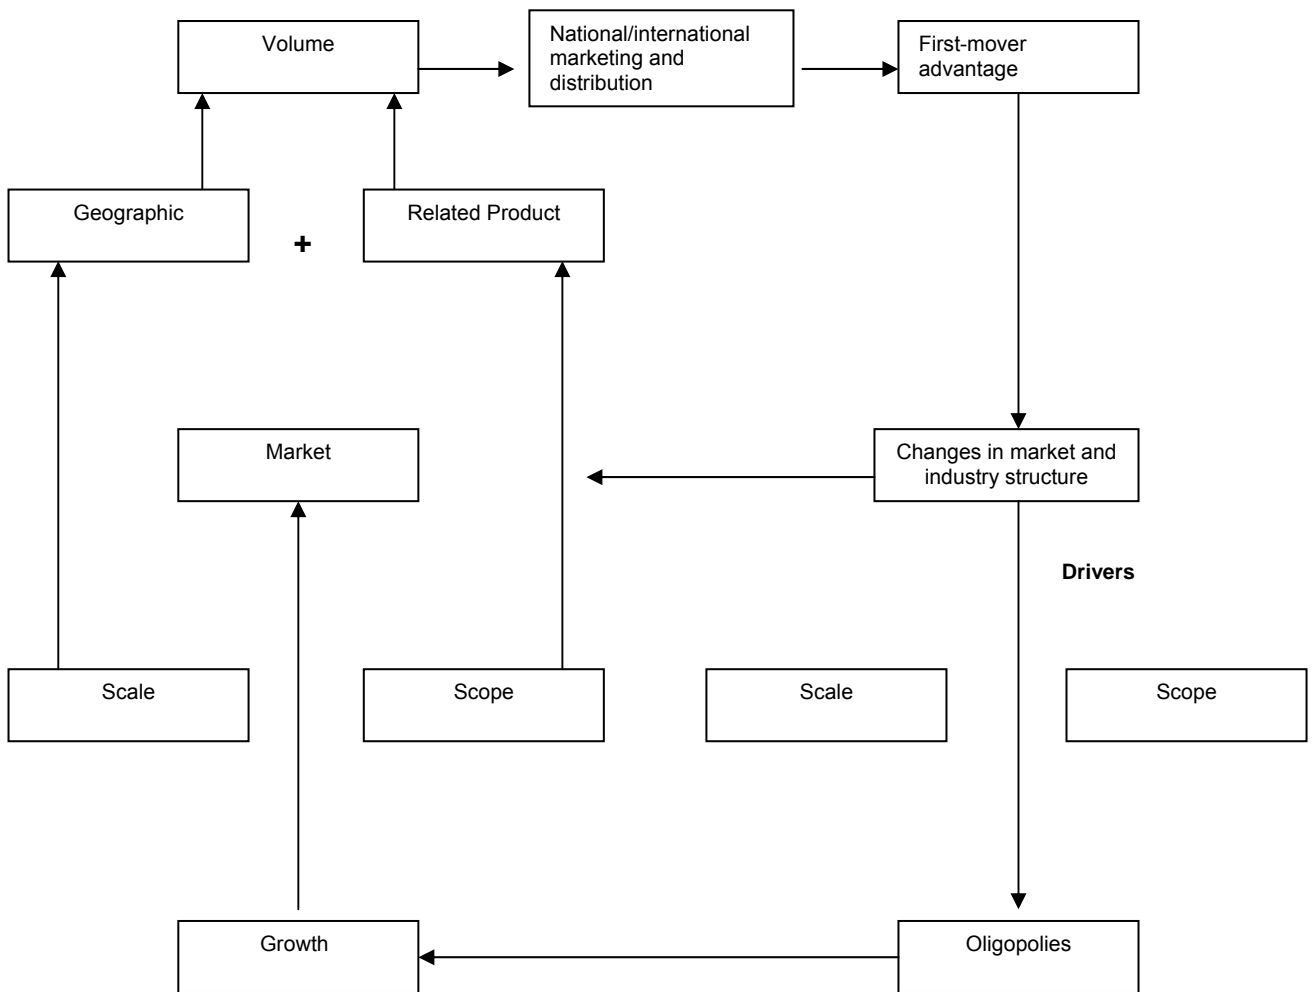 Volume
National/international
marketing and
distribution
First-mover
advantage
Geographic
+
Related Product
Market
Changes in market and
industry structure
Drivers
Scale
Scope
Scale
Scope
Growth
Oligopolies